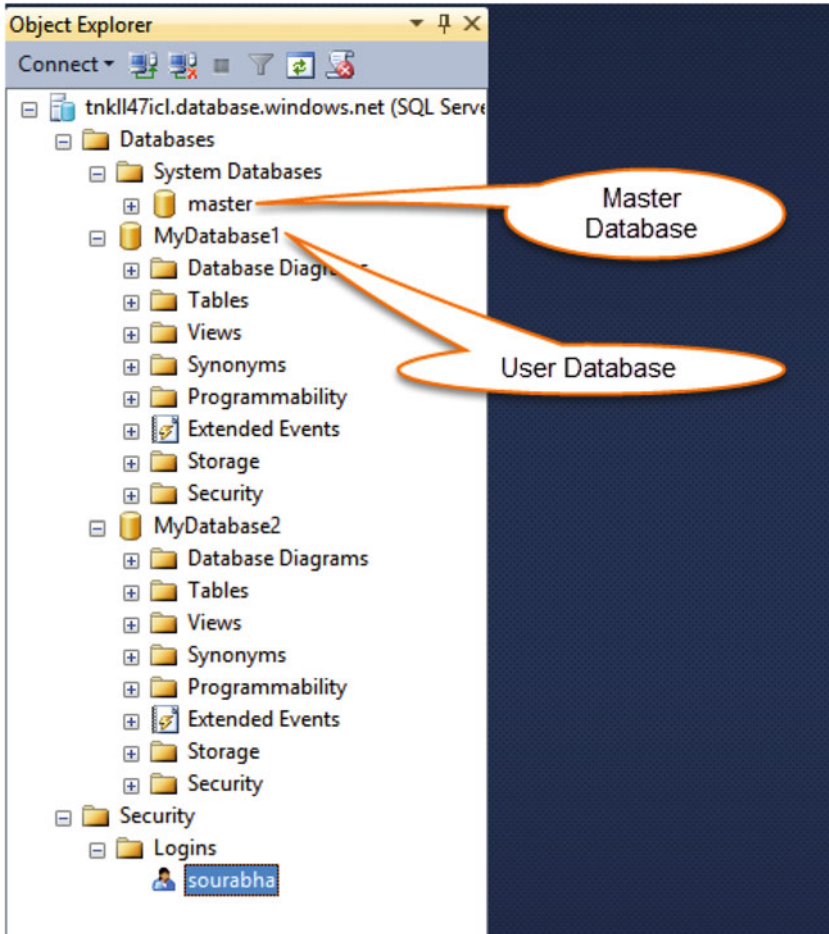 Object Explorer
Connect
tnkll47icl.database.windows.net (SQL Serve
Databases
System Databases
master
Master
Database
MyDatabase1
Database Diagrams
Tables
Views
User Database
Synonyms
Programmability
Extended Events
Storage
Security
MyDatabase2
Database Diagrams
Tables
Views
Synonyms
Programmability
Extended Events
Storage
Security
Security
Logins
sourabha